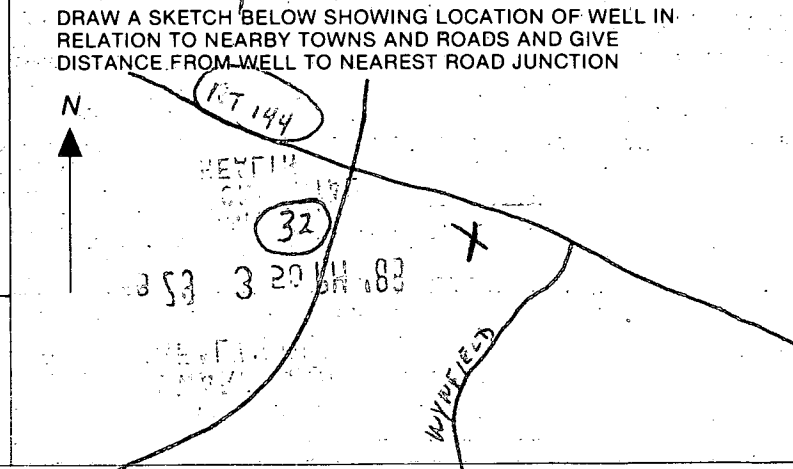 DRAW A SKETCH BELOW SHOWING LOCATION OF WELL IN
RELATION TO NEARBY TOWNS AND ROADS AND GIVE
DISTANCE FROM WELL TO NEAREST ROAD JUNCTION
N
RT 144
32
X
WYNFIELD